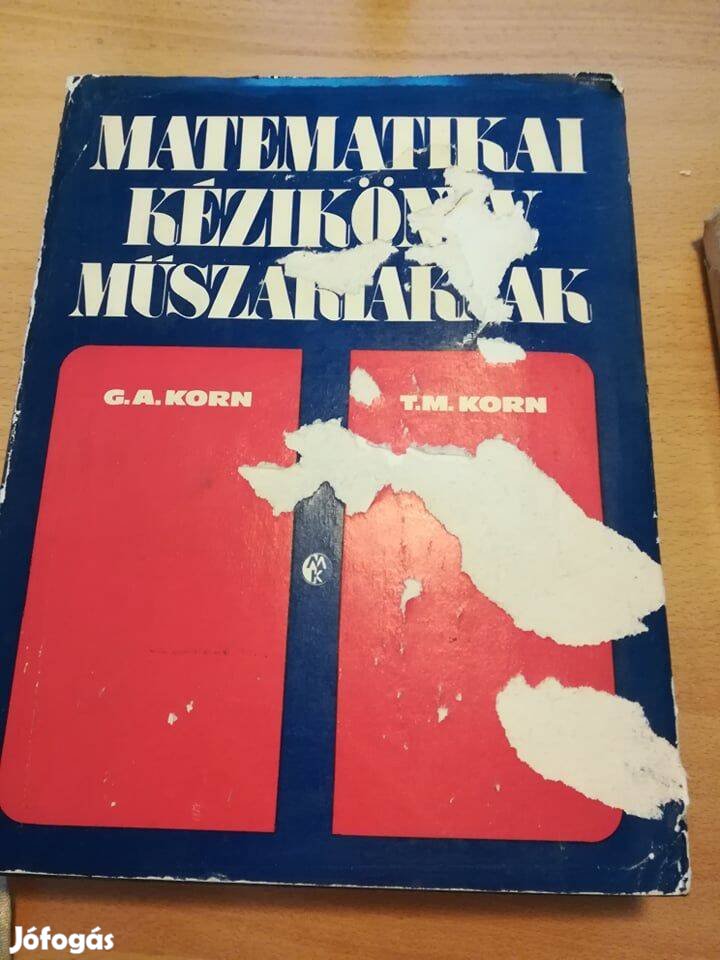 MATEMATIKAI
KÉZIKÖNYV
MŰSZAKIAKNAK
G.A. KORN
T.M. KORN
MK
Jófogás